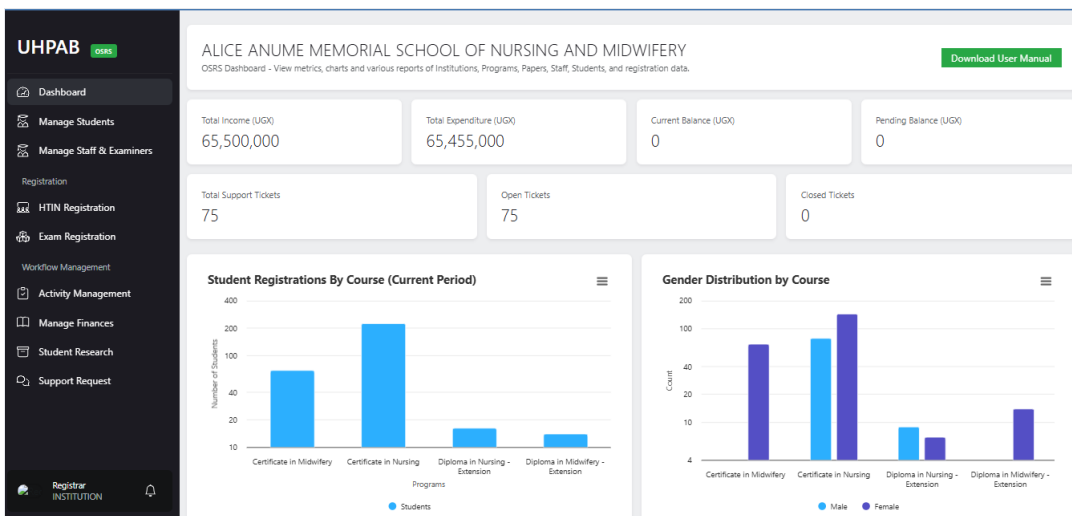 UHPAB OSRS
Dashboard
Manage Students
Manage Staff & Examiners
Registration
HTIN Registration
Exam Registration
Workflow Management
Activity Management
Manage Finances
Student Research
Support Request
Registrar
INSTITUTION
ALICE ANUME MEMORIAL SCHOOL OF NURSING AND MIDWIFERY
OSRS Dashboard - View metrics, charts and various reports of Institutions, Programs, Papers, Staff, Students, and registration data.
Download User Manual
Total Income (UGX)
65,500,000
Total Expenditure (UGX)
65,455,000
Current Balance (UGX)
0
Pending Balance (UGX)
0
Total Support Tickets
75
Open Tickets
75
Closed Tickets
0
Student Registrations By Course (Current Period)
400
200
100
40
20
10
Number of Students
Certificate in Midwifery
Certificate in Nursing
Diploma in Nursing -
Extension
Diploma in Midwifery -
Extension
Programs
Students
Gender Distribution by Course
200
100
40
20
10
4
Count
Certificate in Midwifery
Certificate in Nursing
Diploma in Nursing -
Extension
Diploma in Midwifery -
Extension
Male Female